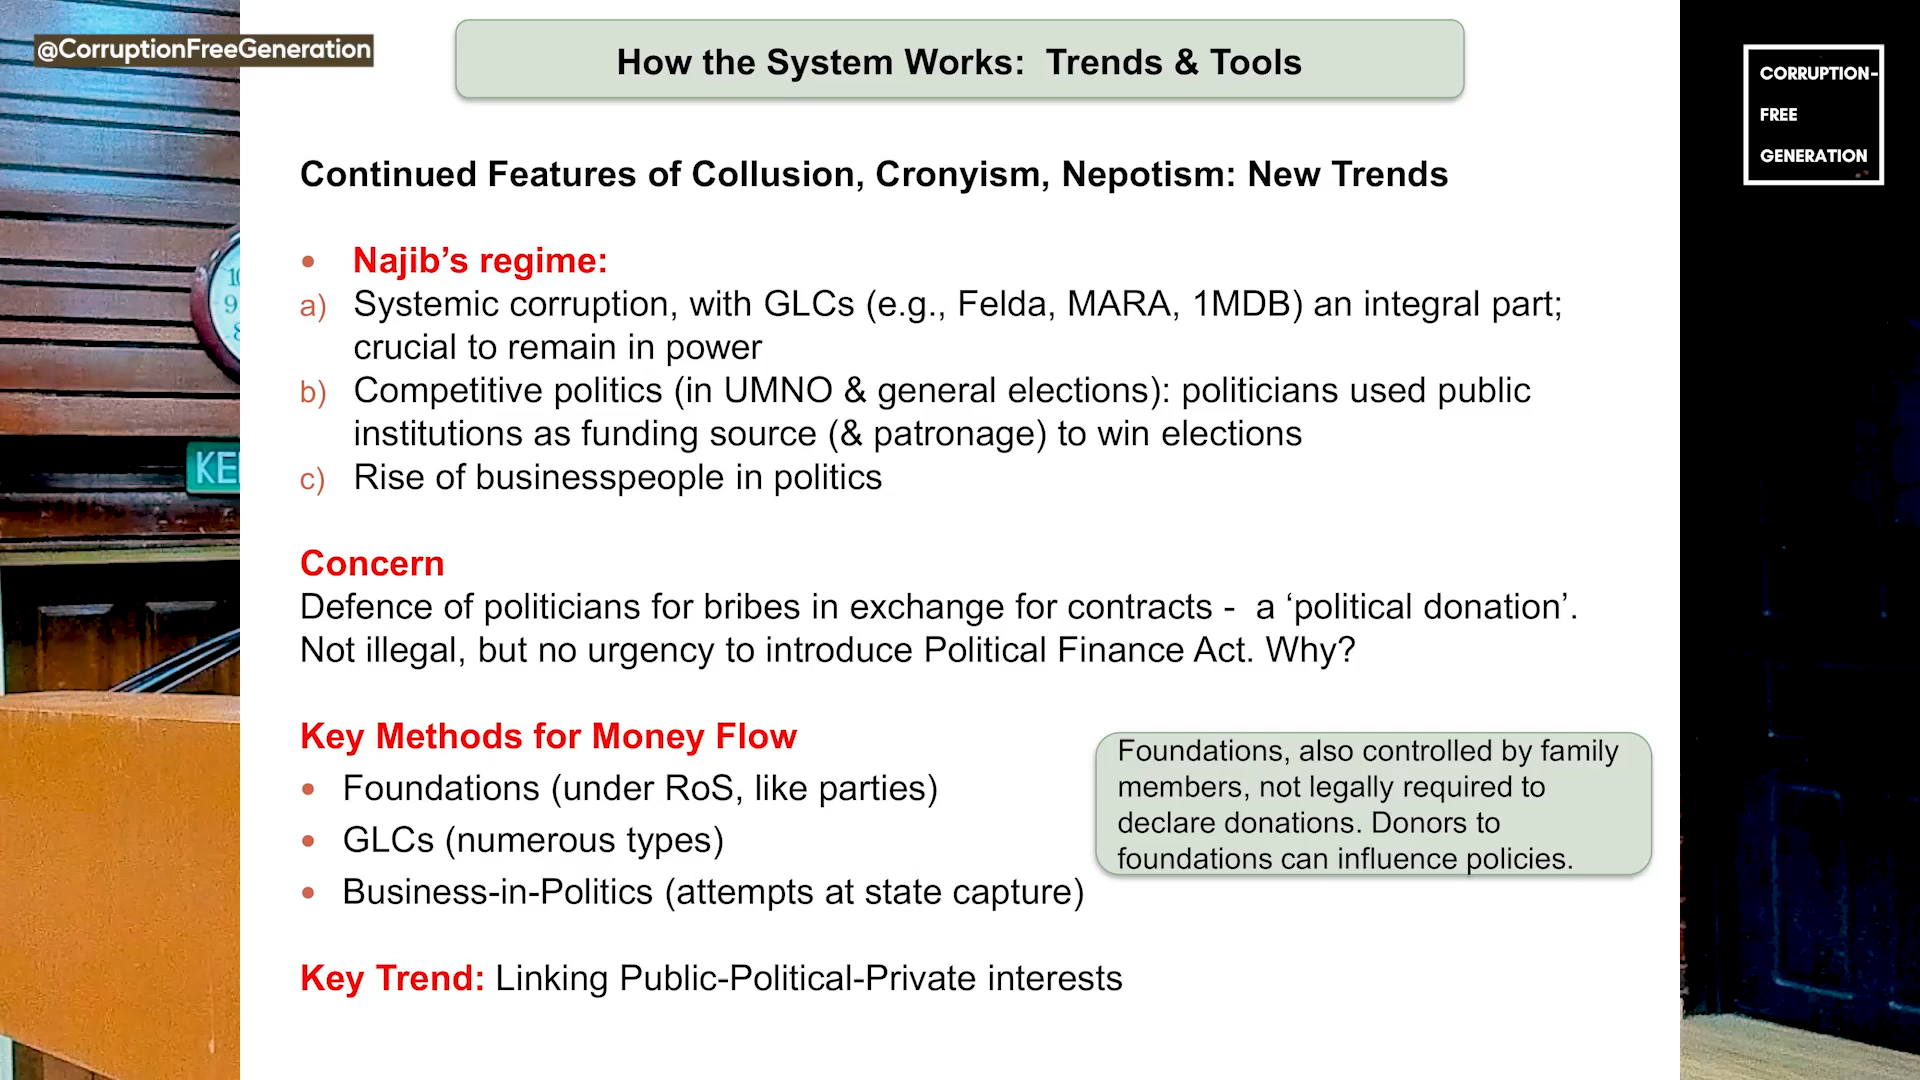 @CorruptionFreeGeneration
How the System Works: Trends & Tools
CORRUPTION-
FREE
GENERATION
Continued Features of Collusion, Cronyism, Nepotism: New Trends
• Najib’s regime:
a) Systemic corruption, with GLCs (e.g., Felda, MARA, 1MDB) an integral part;
crucial to remain in power
b) Competitive politics (in UMNO & general elections): politicians used public
institutions as funding source (& patronage) to win elections
c) Rise of businesspeople in politics
10
9
8
KE
Concern
Defence of politicians for bribes in exchange for contracts - a ‘political donation’.
Not illegal, but no urgency to introduce Political Finance Act. Why?
Key Methods for Money Flow
• Foundations (under RoS, like parties)
• GLCs (numerous types)
• Business-in-Politics (attempts at state capture)
Foundations, also controlled by family
members, not legally required to
declare donations. Donors to
foundations can influence policies.
Key Trend: Linking Public-Political-Private interests